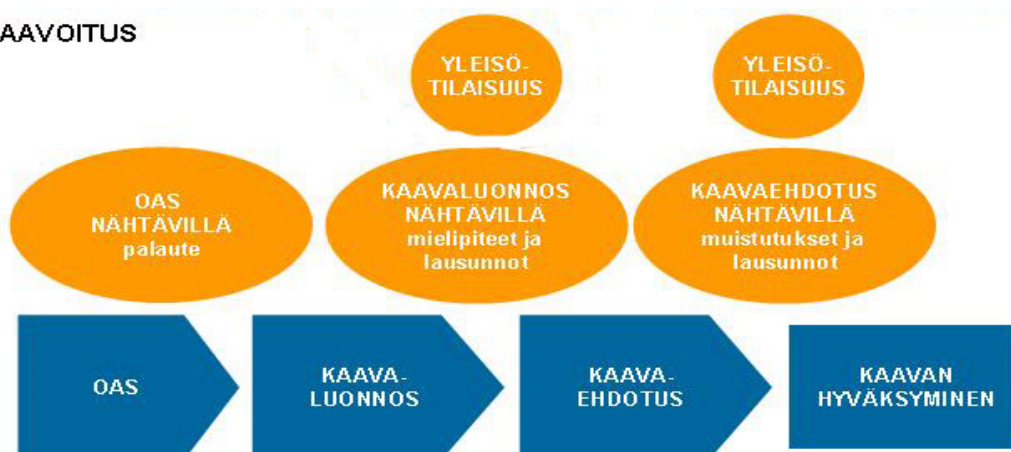 AAVOITUS
YLEISÖ-
TILAISUUS
YLEISÖ-
TILAISUUS
OAS
NÄHTÄVILLÄ
palaute
KAAVALUONNOS
NÄHTÄVILLÄ
mielipiteet ja
lausunnot
KAAVAEHDOTUS
NÄHTÄVILLÄ
muistutukset ja
lausunnot
OAS
KAAVA-
LUONNOS
KAAVA-
EHDOTUS
KAAVAN
HYVÄKSYMINEN